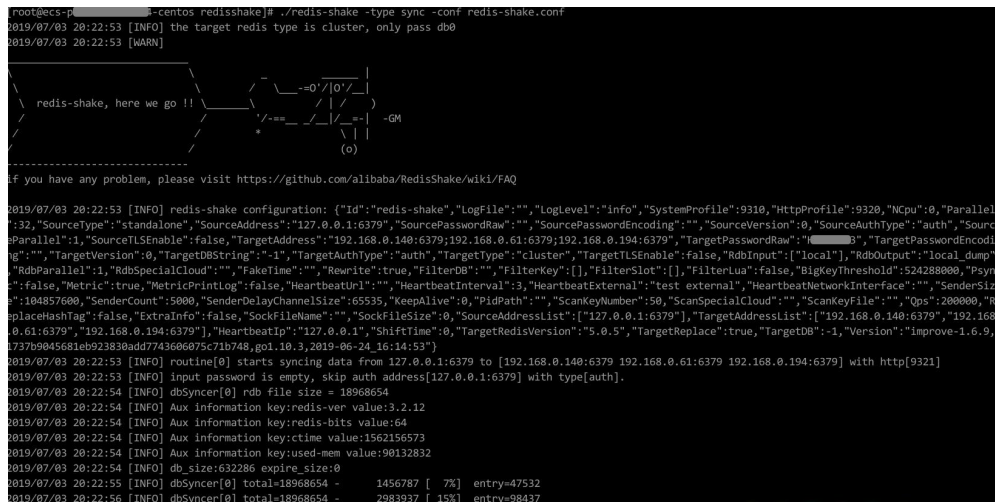 [root@ecs-p -centos redisshake]# ./redis-shake -type sync -conf redis-shake.conf
2019/07/03 20:22:53 [INFO] the target redis type is cluster, only pass db0
2019/07/03 20:22:53 [WARN]
______________________________
\                             \           _         ______ |
 \                             \        /   \___-=O'/|O'/__|
  \  redis-shake, here we go !! \_______\          / | /    )
  /                             /        '/-==__ _/__|/__=-|  -GM
 /                             /         *             \ | |
/                             /                        (o)
------------------------------
if you have any problem, please visit https://github.com/alibaba/RedisShake/wiki/FAQ
2019/07/03 20:22:53 [INFO] redis-shake configuration: {"Id":"redis-shake","LogFile":"","LogLevel":"info","SystemProfile":9310,"HttpProfile":9320,"NCpu":0,"Parallel
":32,"SourceType":"standalone","SourceAddress":"127.0.0.1:6379","SourcePasswordRaw":"","SourcePasswordEncoding":"","SourceVersion":0,"SourceAuthType":"auth","Sourc
eParallel":1,"SourceTLSEnable":false,"TargetAddress":"192.168.0.140:6379;192.168.0.61:6379;192.168.0.194:6379","TargetPasswordRaw":" 3","TargetPasswordEncodi
ng":"","TargetVersion":0,"TargetDBString":"-1","TargetAuthType":"auth","TargetType":"cluster","TargetTLSEnable":false,"RdbInput":["local"],"RdbOutput":"local_dump"
,"RdbParallel":1,"RdbSpecialCloud":"","FakeTime":"","Rewrite":true,"FilterDB":"","FilterKey":[],"FilterSlot":[],"FilterLua":false,"BigKeyThreshold":524288000,"Psyn
c":false,"Metric":true,"MetricPrintLog":false,"HeartbeatUrl":"","HeartbeatInterval":3,"HeartbeatExternal":"test external","HeartbeatNetworkInterface":"","SenderSiz
e":104857600,"SenderCount":5000,"SenderDelayChannelSize":65535,"KeepAlive":0,"PidPath":"","ScanKeyNumber":50,"ScanSpecialCloud":"","ScanKeyFile":"","Qps":200000,"R
eplaceHashTag":false,"ExtraInfo":false,"SockFileName":"","SockFileSize":0,"SourceAddressList":["127.0.0.1:6379"],"TargetAddressList":["192.168.0.140:6379","192.168
.0.61:6379","192.168.0.194:6379"],"HeartbeatIp":"127.0.0.1","ShiftTime":0,"TargetRedisVersion":"5.0.5","TargetReplace":true,"TargetDB":-1,"Version":"improve-1.6.9,
1737b9045681eb923830add7743606075c71b748,go1.10.3,2019-06-24_16:14:53"}
2019/07/03 20:22:53 [INFO] routine[0] starts syncing data from 127.0.0.1:6379 to [192.168.0.140:6379 192.168.0.61:6379 192.168.0.194:6379] with http[9321]
2019/07/03 20:22:53 [INFO] input password is empty, skip auth address[127.0.0.1:6379] with type[auth].
2019/07/03 20:22:54 [INFO] dbSyncer[0] rdb file size = 18968654
2019/07/03 20:22:54 [INFO] Aux information key:redis-ver value:3.2.12
2019/07/03 20:22:54 [INFO] Aux information key:redis-bits value:64
2019/07/03 20:22:54 [INFO] Aux information key:ctime value:1562156573
2019/07/03 20:22:54 [INFO] Aux information key:used-mem value:90132832
2019/07/03 20:22:54 [INFO] db_size:632286 expire_size:0
2019/07/03 20:22:55 [INFO] dbSyncer[0] total=18968654 -      1456787 [  7%]  entry=47532
2019/07/03 20:22:56 [INFO] dbSyncer[0] total=18968654 -      2983937 [ 15%]  entry=98437